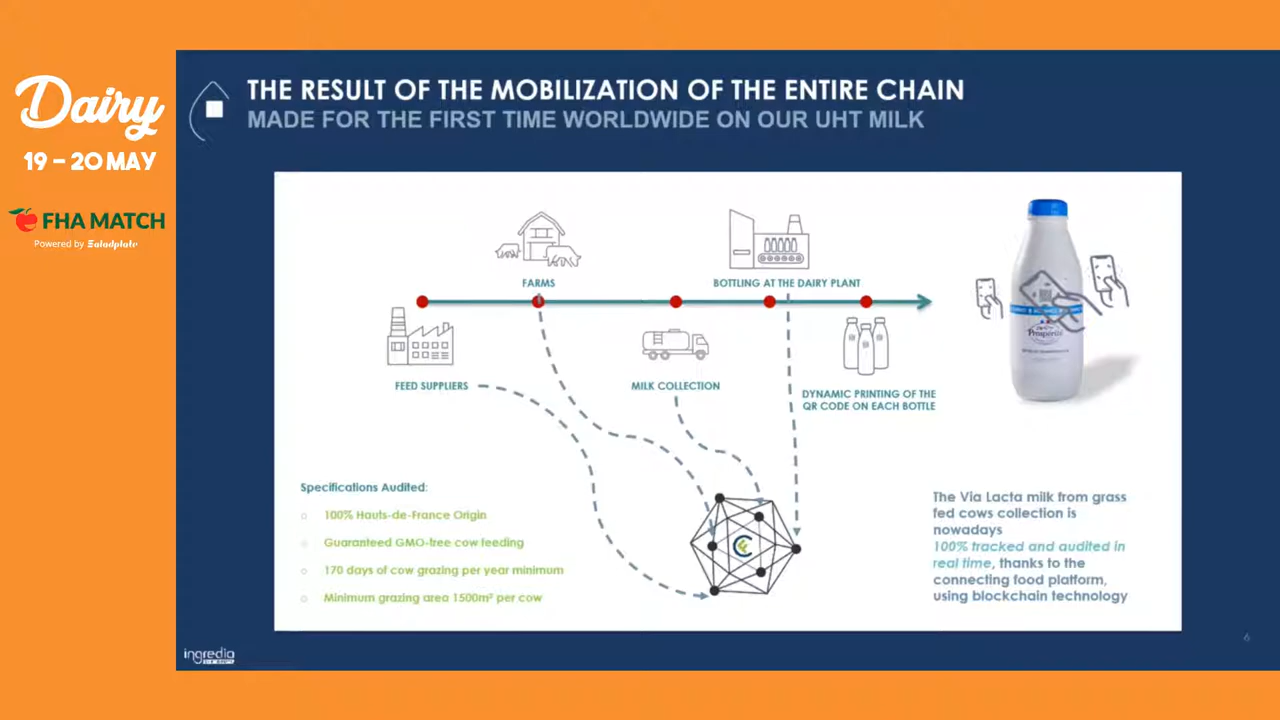 Dairy
19 – 20 MAY
FHA MATCH
Powered by Saladplate
THE RESULT OF THE MOBILIZATION OF THE ENTIRE CHAIN
MADE FOR THE FIRST TIME WORLDWIDE ON OUR UHT MILK
FARMS
BOTTLING AT THE DAIRY PLANT
FEED SUPPLIERS
MILK COLLECTION
DYNAMIC PRINTING OF THE
QR CODE ON EACH BOTTLE
Prospérité
Specifications Audited:
100% Hauts-de-France Origin
Guaranteed GMO-free cow feeding
170 days of cow grazing per year minimum
Minimum grazing area 1500m² per cow
The Via Lacta milk from grass
fed cows collection is
nowadays
100% tracked and audited in
real time, thanks to the
connecting food platform,
using blockchain technology
ingredia
6